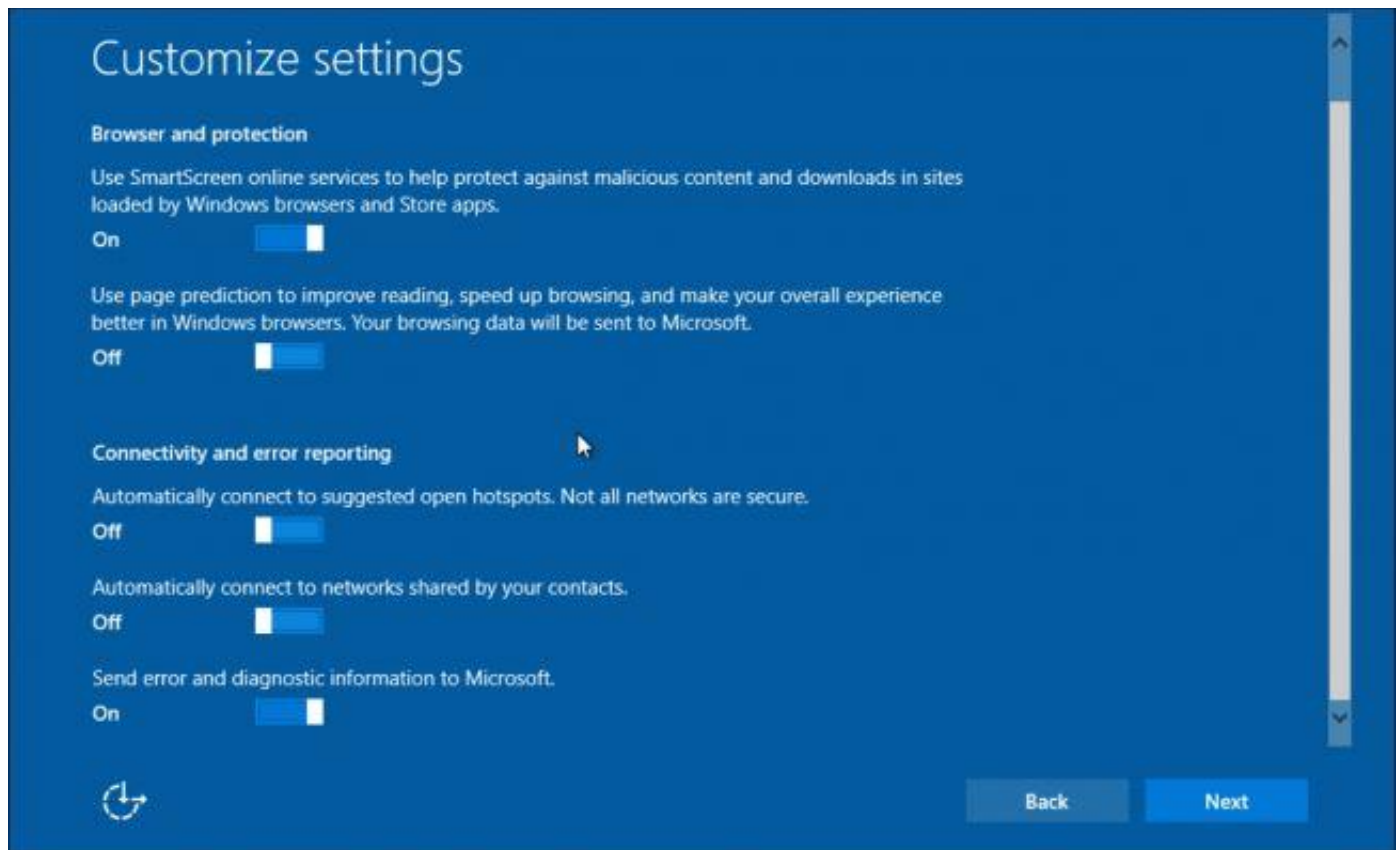 Customize settings
Browser and protection
Use SmartScreen online services to help protect against malicious content and downloads in sites
loaded by Windows browsers and Store apps.
On
Use page prediction to improve reading, speed up browsing, and make your overall experience
better in Windows browsers. Your browsing data will be sent to Microsoft.
Off
Connectivity and error reporting
Automatically connect to suggested open hotspots. Not all networks are secure.
Off
Automatically connect to networks shared by your contacts.
Off
Send error and diagnostic information to Microsoft.
On
Back Next